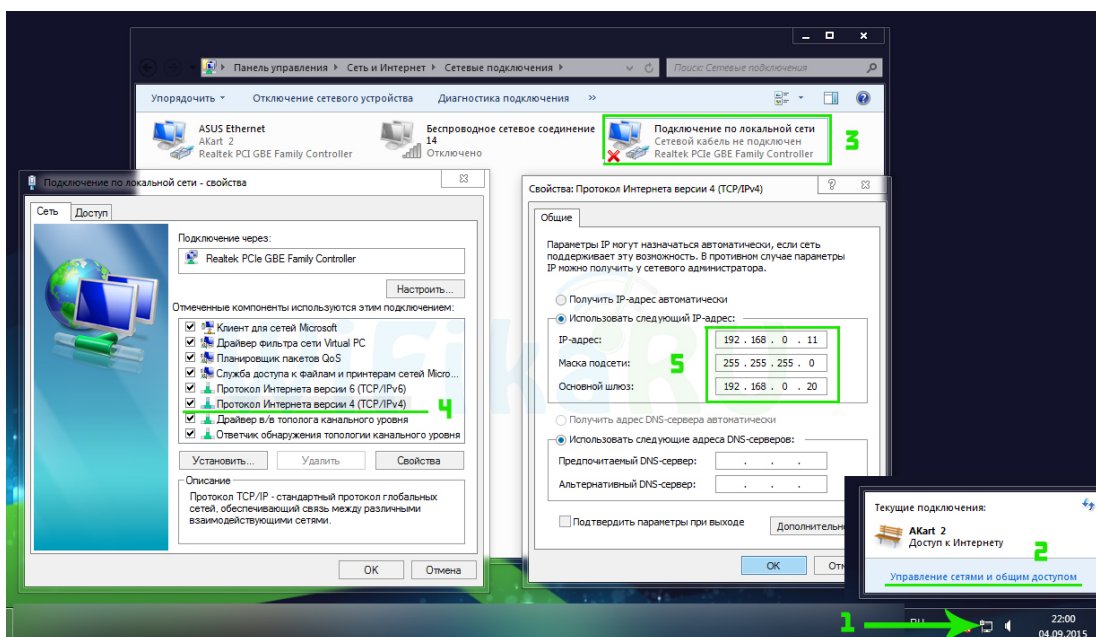 Панель управления ▸ Сеть и Интернет ▸ Сетевые подключения ▸
Поиск: Сетевые подключения
Упорядочить
Отключение сетевого устройства
Диагностика подключения
»
ASUS Ethernet
AKart 2
Realtek PCI GBE Family Controller
Беспроводное сетевое соединение
14
Отключено
Подключение по локальной сети
Сетевой кабель не подключен
Realtek PCIe GBE Family Controller
3
Подключение по локальной сети - свойства
Сеть
Доступ
Подключение через:
Realtek PCIe GBE Family Controller
Настроить...
Отмеченные компоненты используются этим подключением:
Клиент для сетей Microsoft
Драйвер фильтра сети Virtual PC
Планировщик пакетов QoS
Служба доступа к файлам и принтерам сетей Micro...
Протокол Интернета версии 6 (TCP/IPv6)
Протокол Интернета версии 4 (TCP/IPv4)
4
Драйвер в/в тополога канального уровня
Ответчик обнаружения топологии канального уровня
Установить...
Удалить
Свойства
Описание
Протокол TCP/IP - стандартный протокол глобальных
сетей, обеспечивающий связь между различными
взаимодействующими сетями.
OK
Отмена
Свойства: Протокол Интернета версии 4 (TCP/IPv4)
Общие
Параметры IP могут назначаться автоматически, если сеть
поддерживает эту возможность. В противном случае параметры
IP можно получить у сетевого администратора.
Получить IP-адрес автоматически
Использовать следующий IP-адрес:
IP-адрес:
192 . 168 . 0 . 11
Маска подсети:
255 . 255 . 255 . 0
Основной шлюз:
192 . 168 . 0 . 20
5
Получить адрес DNS-сервера автоматически
Использовать следующие адреса DNS-серверов:
Предпочитаемый DNS-сервер:
. . .
Альтернативный DNS-сервер:
. . .
Подтвердить параметры при выходе
Дополнительн
OK
Отм
Текущие подключения:
AKart 2
Доступ к Интернету
2
Управление сетями и общим доступом
1
22:00
04.09.2015